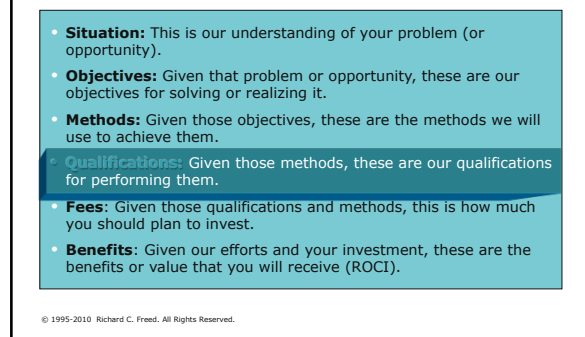 • Situation: This is our understanding of your problem (or
opportunity).
• Objectives: Given that problem or opportunity, these are our
objectives for solving or realizing it.
• Methods: Given those objectives, these are the methods we will
use to achieve them.
• Qualifications: Given those methods, these are our qualifications
for performing them.
• Fees: Given those qualifications and methods, this is how much
you should plan to invest.
• Benefits: Given our efforts and your investment, these are the
benefits or value that you will receive (ROCI).
© 1995-2010 Richard C. Freed. All Rights Reserved.